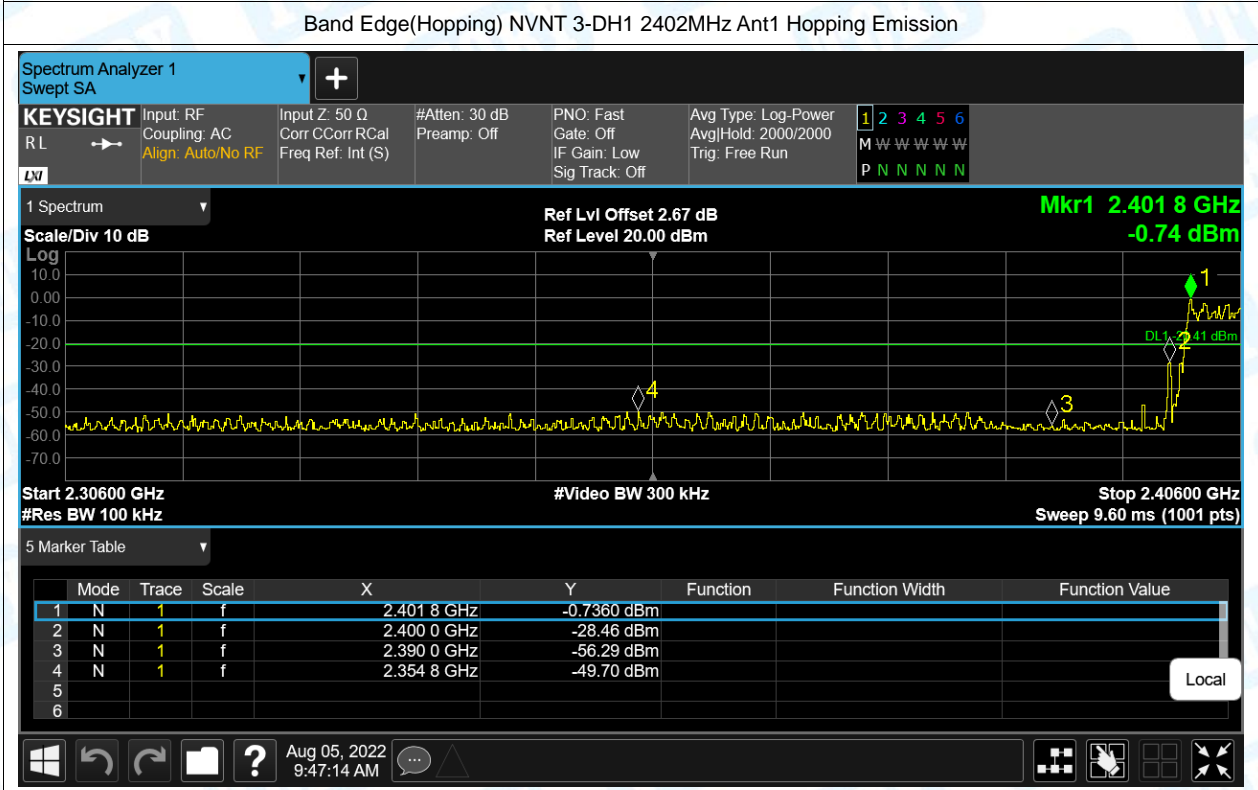 Band Edge(Hopping) NVNT 3-DH1 2402MHz Ant1 Hopping Emission
Spectrum Analyzer 1
Swept SA
KEYSIGHT
R L
LXI
Input: RF
Coupling: AC
Align: Auto/No RF
Input Z: 50 Ω
Corr CCorr RCal
Freq Ref: Int (S)
#Atten: 30 dB
Preamp: Off
PNO: Fast
Gate: Off
IF Gain: Low
Sig Track: Off
Avg Type: Log-Power
Avg|Hold: 2000/2000
Trig: Free Run
1 2 3 4 5 6
M W W W W W
P N N N N N
1 Spectrum
Scale/Div 10 dB
Ref Lvl Offset 2.67 dB
Ref Level 20.00 dBm
Mkr1 2.401 8 GHz
-0.74 dBm
Log
10.0
0.00
-10.0
-20.0
-30.0
-40.0
-50.0
-60.0
-70.0
1
2
3
4
Start 2.30600 GHz
#Res BW 100 kHz
#Video BW 300 kHz
Stop 2.40600 GHz
Sweep 9.60 ms (1001 pts)
5 Marker Table
Mode Trace Scale X Y Function Function Width Function Value
1 N 1 f 2.401 8 GHz -0.7360 dBm
2 N 1 f 2.400 0 GHz -28.46 dBm
3 N 1 f 2.390 0 GHz -56.29 dBm
4 N 1 f 2.354 8 GHz -49.70 dBm
5
6
Local
Aug 05, 2022
9:47:14 AM